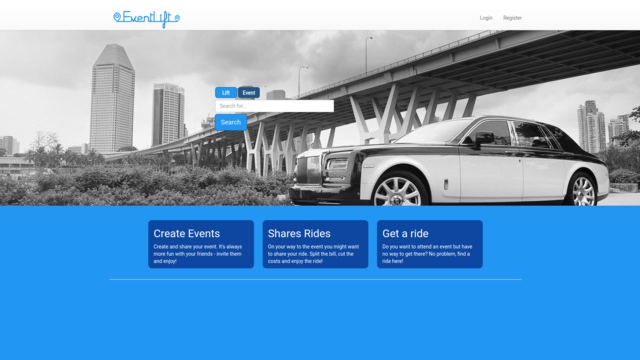 EventLift
Login
Register
Lift
Event
Search for...
Search
Create Events
Create and share your event. It's always
more fun with your friends - invite them
and enjoy!
Shares Rides
On your way to the event you might want
to share your ride. Split the bill, cut the
costs and enjoy the ride!
Get a ride
Do you want to attend an event but have
no way to get there? No problem, find a
ride here!